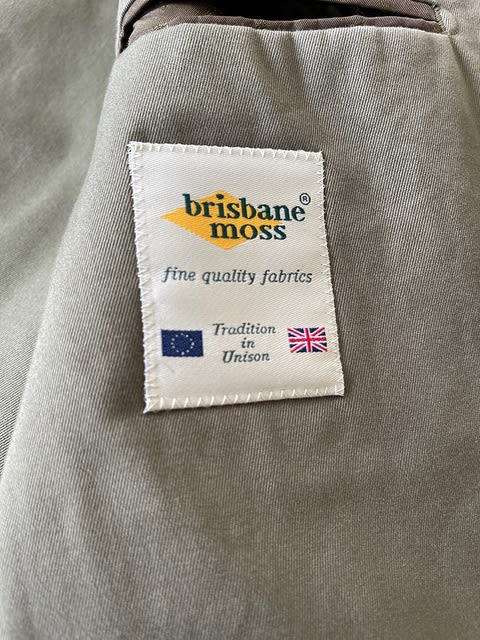 brisbane®
moss
fine quality fabrics
Tradition
in
Unison